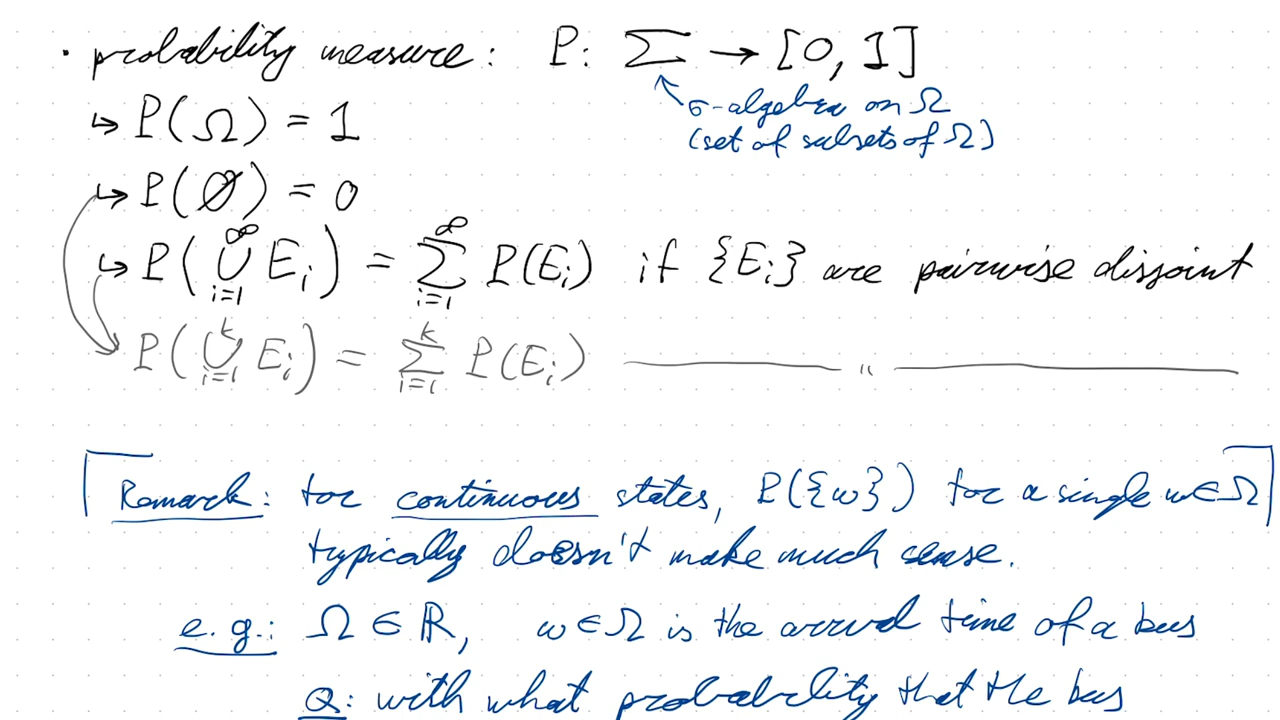 • probability measure: P: Σ → [0, 1]
↑ σ-algebra on Ω
(set of subsets of Ω)
↳ P(Ω) = 1
↳ P(∅) = 0
↳ P(⋃_{i=1}^{∞} E_i) = ∑_{i=1}^{∞} P(E_i) if {E_i} are pairwise disjoint
P(⋃_{i=1}^{k} E_i) = ∑_{i=1}^{k} P(E_i) ———— " ————
Remark: for continuous states, P({ω}) for a single ω ∈ Ω
typically doesn't make much sense.
e.g.: Ω ∈ ℝ, ω ∈ Ω is the arrival time of a bus
Q: with what probability that the bus